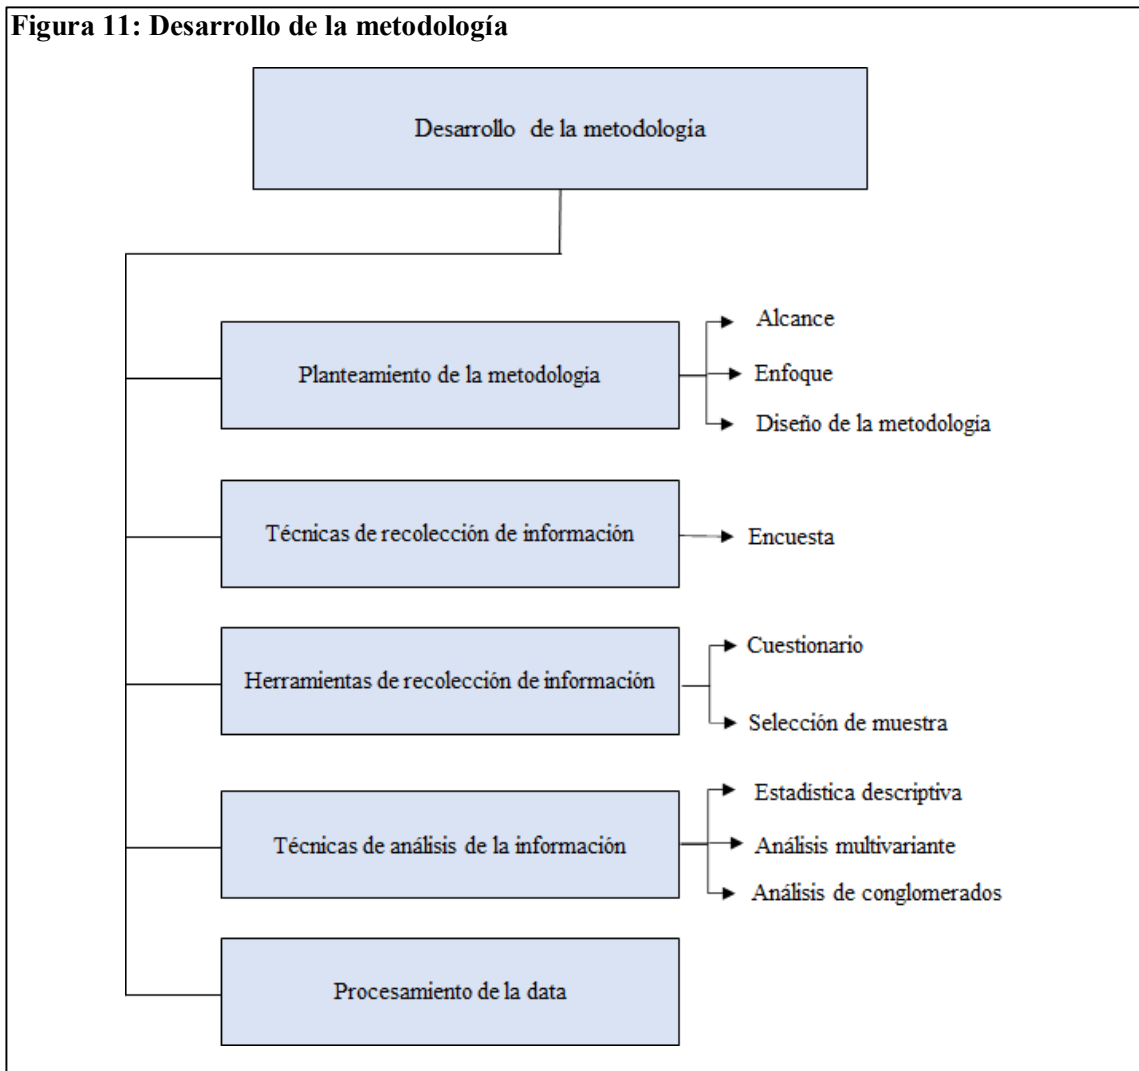 Figura 11: Desarrollo de la metodología
Desarrollo de la metodología
Planteamiento de la metodología
Alcance
Enfoque
Diseño de la metodología
Técnicas de recolección de información
Encuesta
Herramientas de recolección de información
Cuestionario
Selección de muestra
Técnicas de análisis de la información
Estadística descriptiva
Análisis multivariante
Análisis de conglomerados
Procesamiento de la data